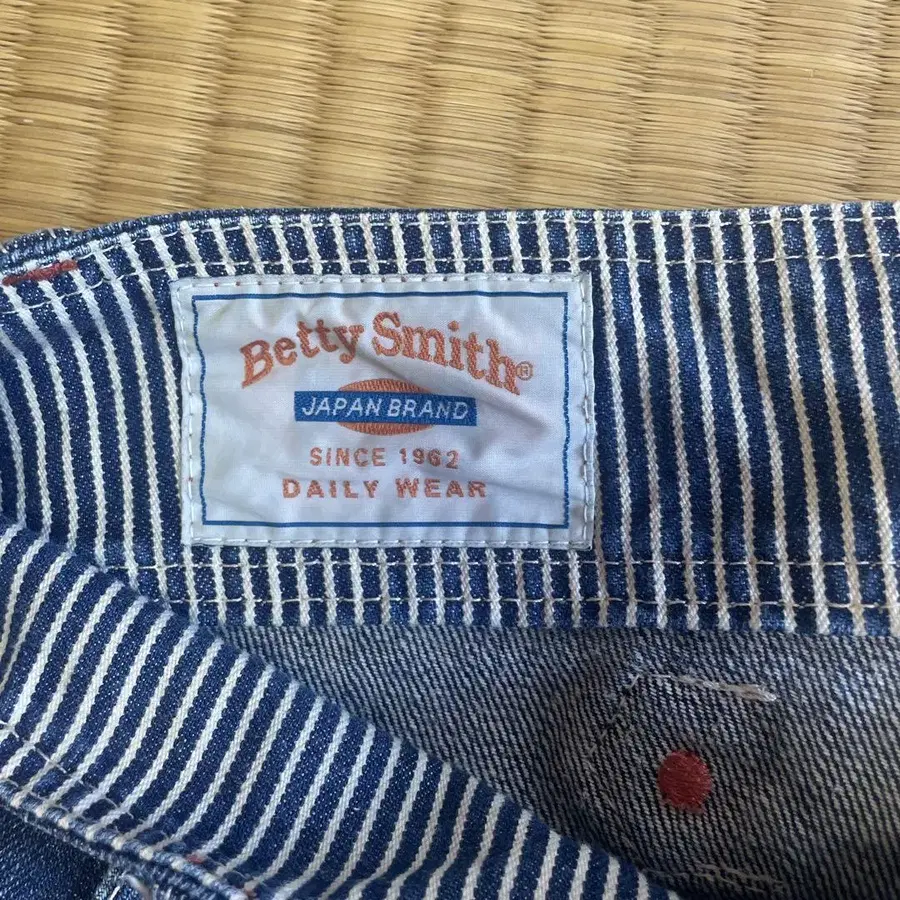 Betty Smith®
JAPAN BRAND
SINCE 1962
DAILY WEAR